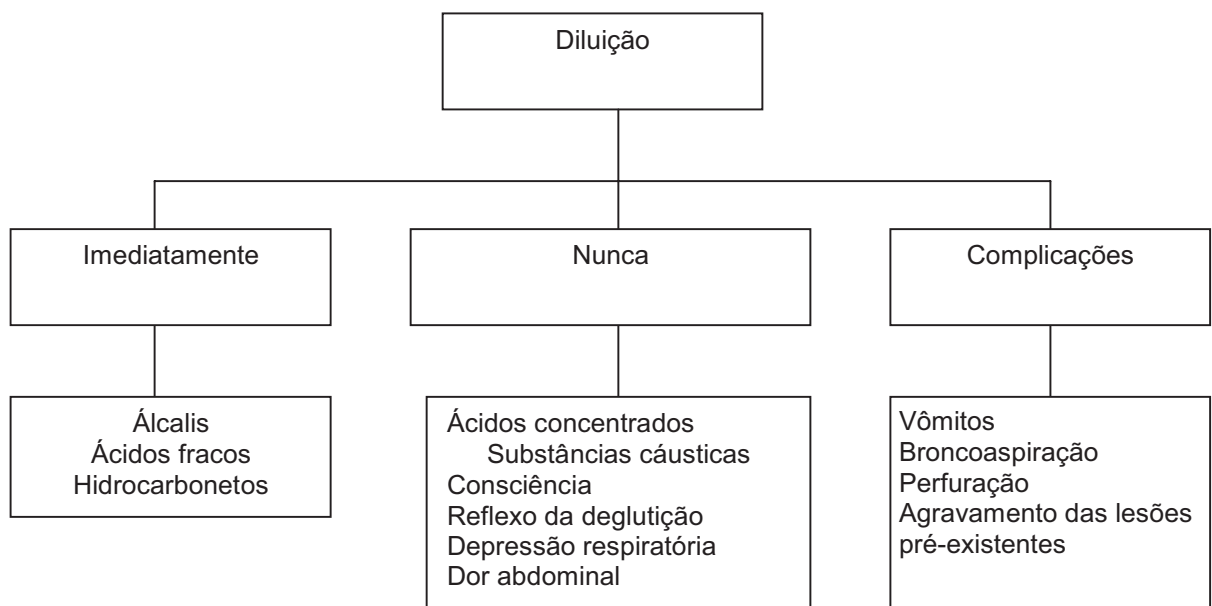 Diluição
Imediatamente
Nunca
Complicações
Álcalis
Ácidos fracos
Hidrocarbonetos
Ácidos concentrados
Substâncias cáusticas
Consciência
Reflexo da deglutição
Depressão respiratória
Dor abdominal
Vômitos
Broncoaspiração
Perfuração
Agravamento das lesões
pré-existentes